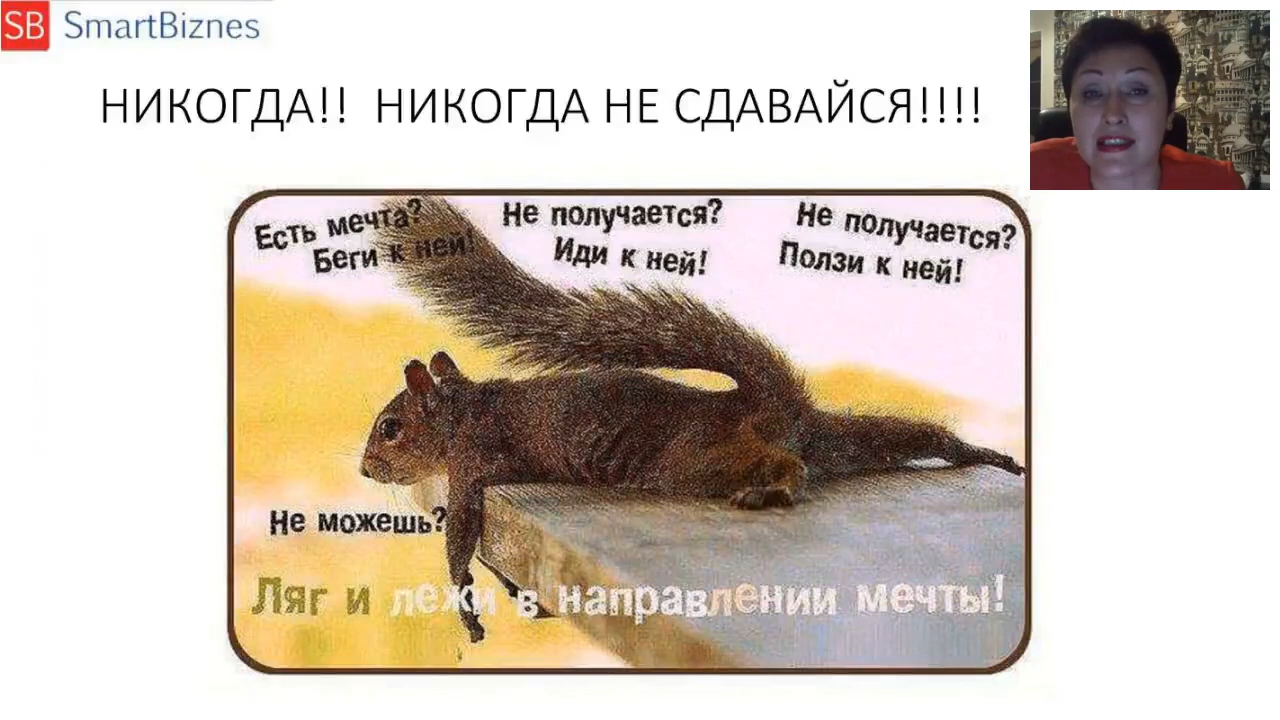 SB SmartBiznes
НИКОГДА!! НИКОГДА НЕ СДАВАЙСЯ!!!!
Есть мечта?
Беги к ней!
Не получается?
Иди к ней!
Не получается?
Ползи к ней!
Не можешь?
Ляг и лежи в направлении мечты!